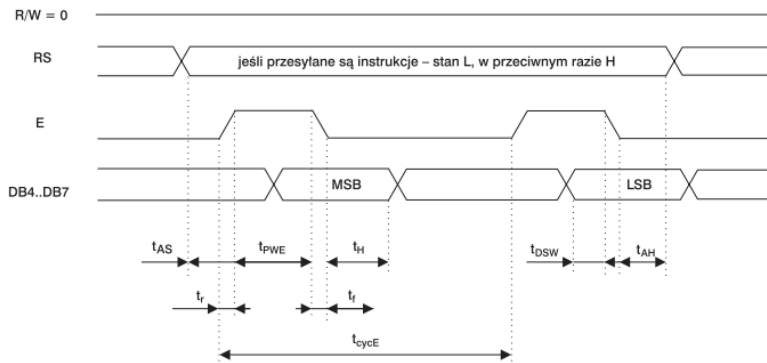 R/W = 0
RS
jeśli przesyłane są instrukcje – stan L, w przeciwnym razie H
E
DB4..DB7
MSB
LSB
tAS
tPWE
tH
tDSW
tAH
tr
tf
tcycE